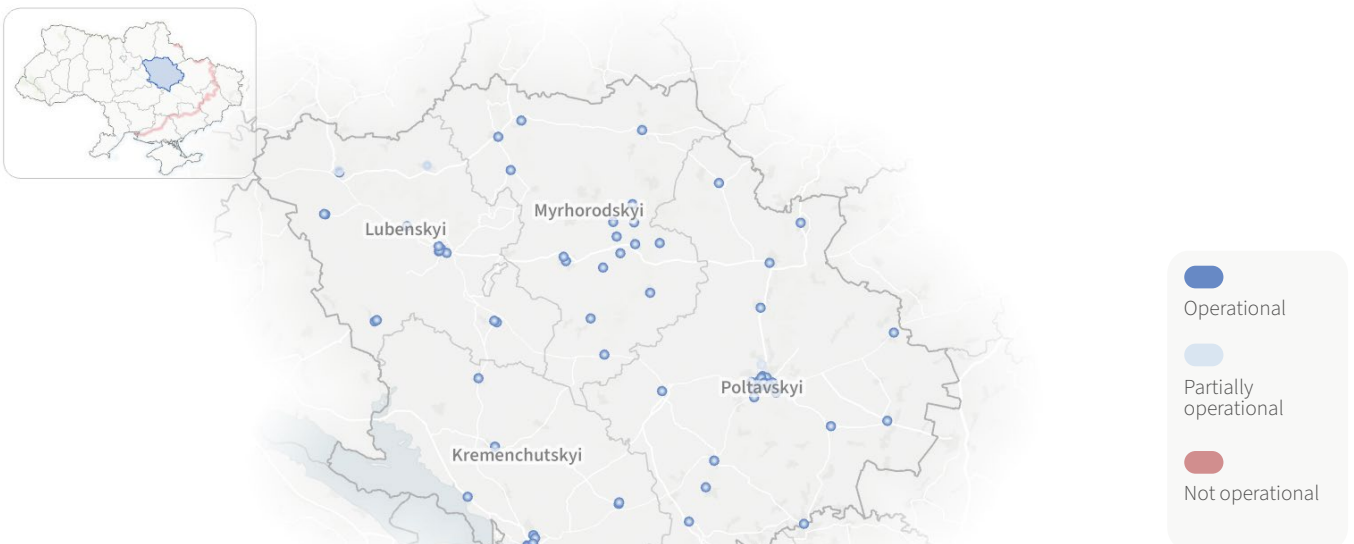 Myrhorodskyi
Lubenskyi
Poltavskyi
Kremenchutskyi
Operational
Partially
operational
Not operational